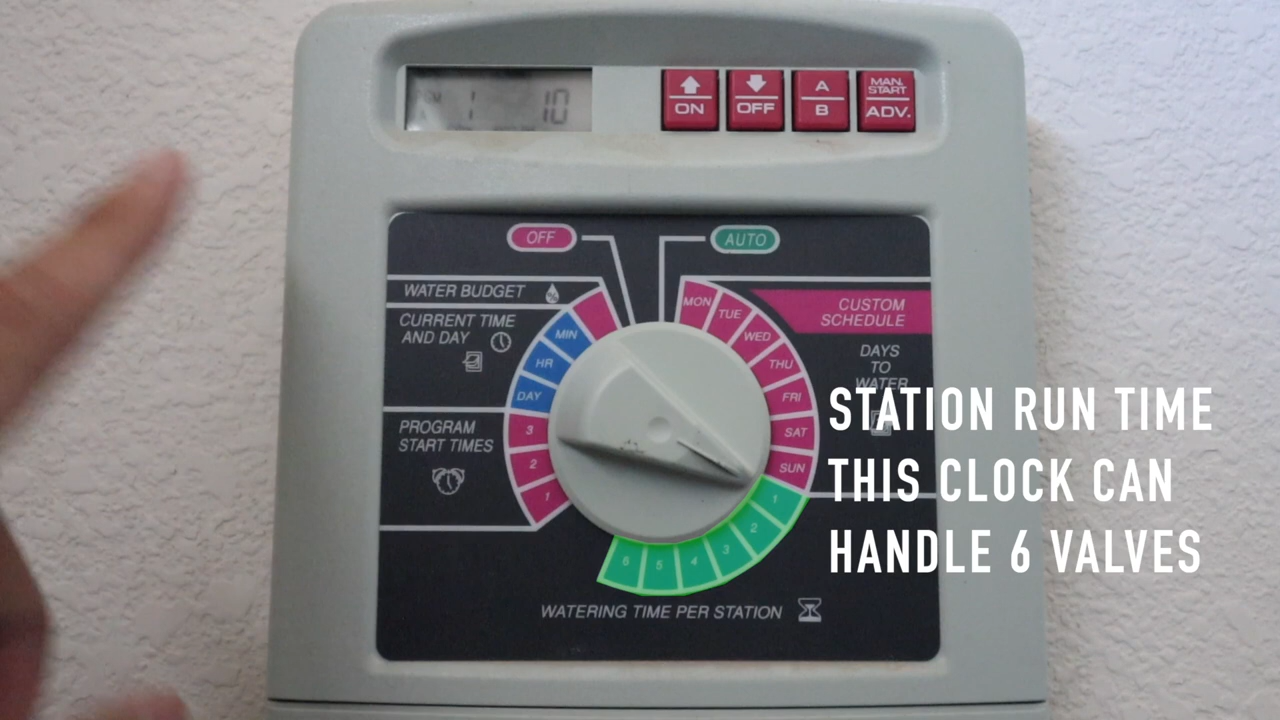 1 10
ON
OFF
A
B
MAN.
START
ADV.
OFF
AUTO
WATER BUDGET
%
CURRENT TIME
AND DAY
MIN
HR
DAY
PROGRAM
START TIMES
3
2
1
MON
TUE
WED
THU
FRI
SAT
SUN
CUSTOM
SCHEDULE
DAYS
TO
WATER
1
2
3
4
5
6
WATERING TIME PER STATION
STATION RUN TIME
THIS CLOCK CAN
HANDLE 6 VALVES